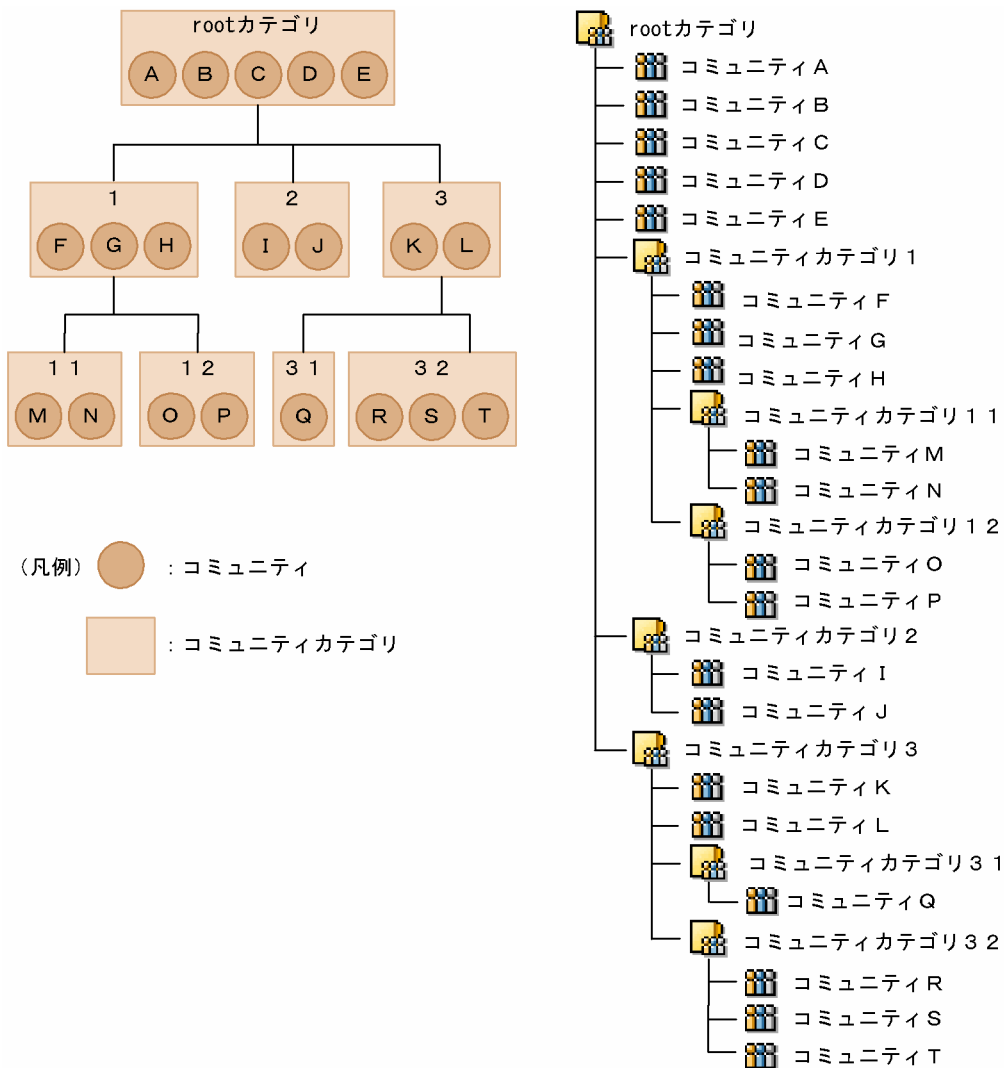 rootカテゴリ
A B C D E
1 2 3
F G H I J K L
11 12 31 32
M N O P Q R S T
(凡例) :コミュニティ
:コミュニティカテゴリ
rootカテゴリ
コミュニティA
コミュニティB
コミュニティC
コミュニティD
コミュニティE
コミュニティカテゴリ1
コミュニティF
コミュニティG
コミュニティH
コミュニティカテゴリ11
コミュニティM
コミュニティN
コミュニティカテゴリ12
コミュニティO
コミュニティP
コミュニティカテゴリ2
コミュニティI
コミュニティJ
コミュニティカテゴリ3
コミュニティK
コミュニティL
コミュニティカテゴリ31
コミュニティQ
コミュニティカテゴリ32
コミュニティR
コミュニティS
コミュニティT